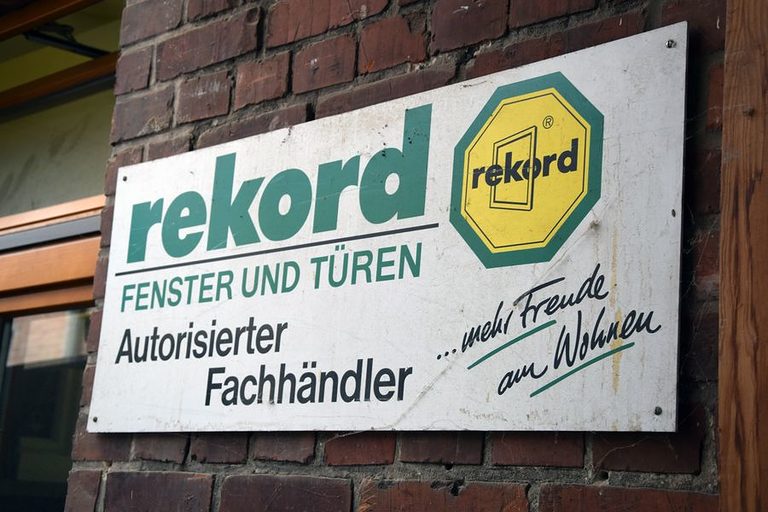 rekord
FENSTER UND TÜREN
Autorisierter
Fachhändler
rekord®
...mehr Freude
am Wohnen